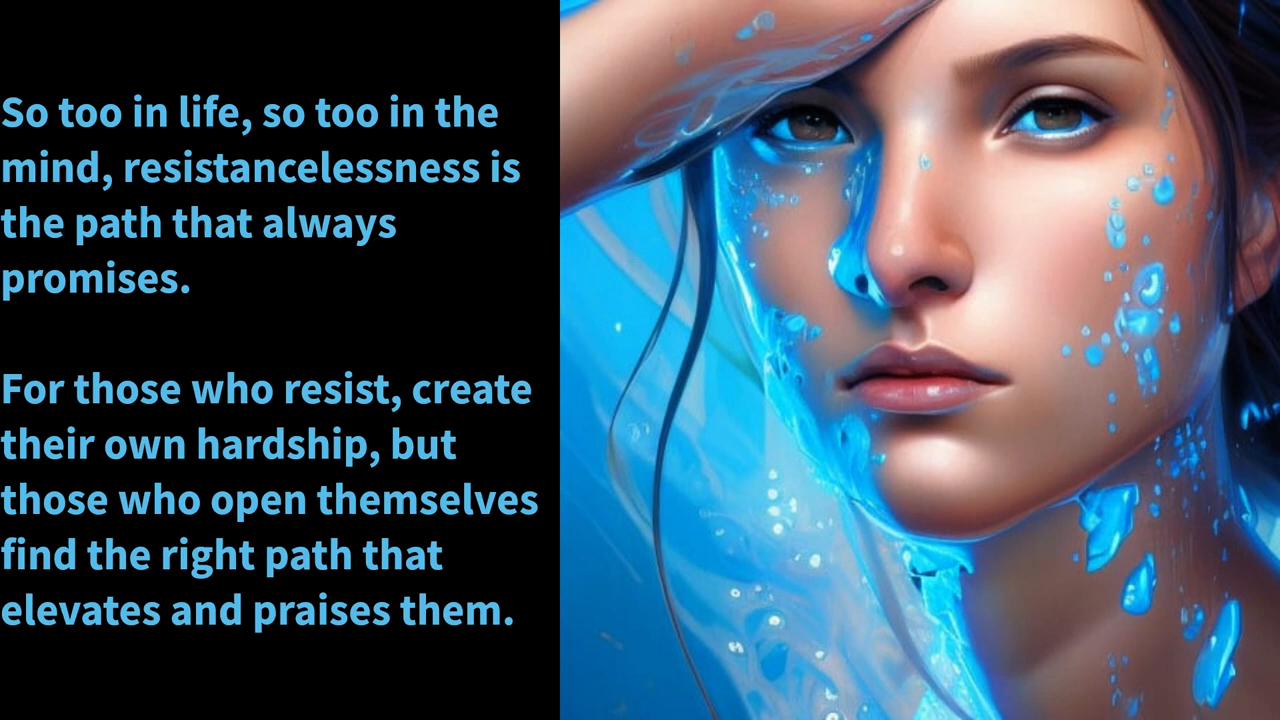 So too in life, so too in the
mind, resistancelessness is
the path that always
promises.
For those who resist, create
their own hardship, but
those who open themselves
find the right path that
elevates and praises them.